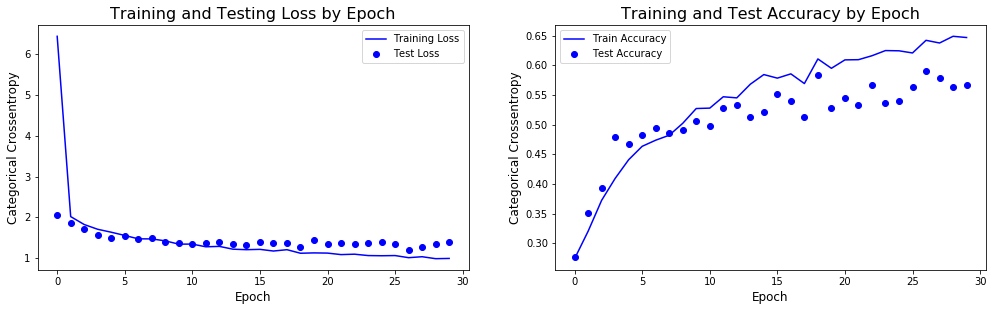 Training and Testing Loss by Epoch
Training Loss
Test Loss
Categorical Crossentropy
6
5
4
3
2
1
0
5
10
15
20
25
30
Epoch
Training and Test Accuracy by Epoch
Train Accuracy
Test Accuracy
Categorical Crossentropy
0.65
0.60
0.55
0.50
0.45
0.40
0.35
0.30
0
5
10
15
20
25
30
Epoch